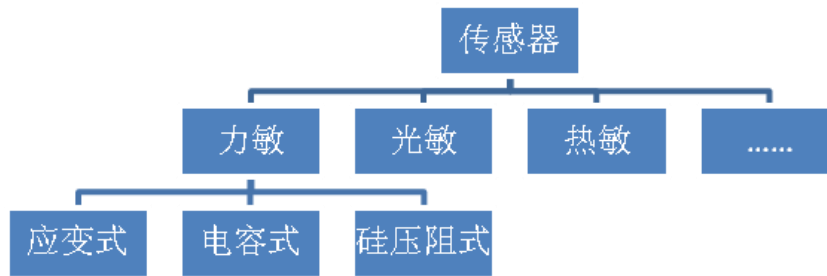 传感器
力敏
光敏
热敏
......
应变式
电容式
硅压阻式